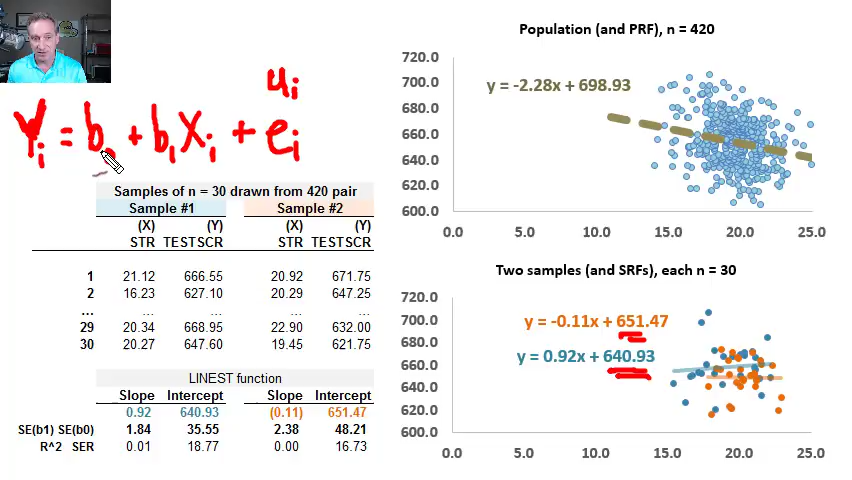 uᵢ
Yᵢ = b₀ + b₁Xᵢ + eᵢ
Samples of n = 30 drawn from 420 pair
Sample #1 Sample #2
(X) (Y) (X) (Y)
STR TESTSCR STR TESTSCR
1 21.12 666.55 20.92 671.75
2 16.23 627.10 20.29 647.25
... ... ... ... ...
29 20.34 668.95 22.90 632.00
30 20.27 647.60 19.45 621.75
LINEST function
Slope Intercept Slope Intercept
0.92 640.93 (0.11) 651.47
SE(b1) SE(b0) 1.84 35.55 2.38 48.21
R^2 SER 0.01 18.77 0.00 16.73
Population (and PRF), n = 420
720.0
700.0
y = -2.28x + 698.93
680.0
660.0
640.0
620.0
600.0
0.0 5.0 10.0 15.0 20.0 25.0
Two samples (and SRFs), each n = 30
720.0
y = -0.11x + 651.47
700.0
680.0
y = 0.92x + 640.93
660.0
640.0
620.0
600.0
0.0 5.0 10.0 15.0 20.0 25.0